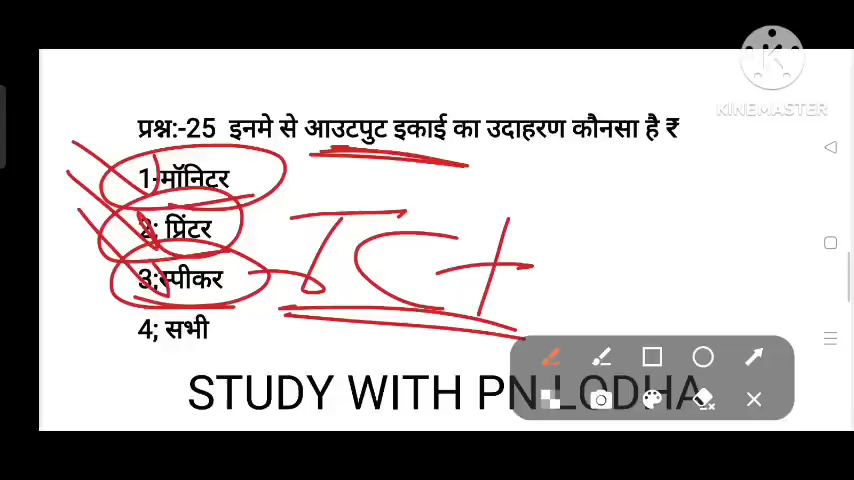 KINEMASTER
प्रश्न:-25 इनमे से आउटपुट इकाई का उदाहरण कौनसा है ₹
1-मॉनिटर
2; प्रिंटर
3;स्पीकर
4; सभी
STUDY WITH PN LODHA